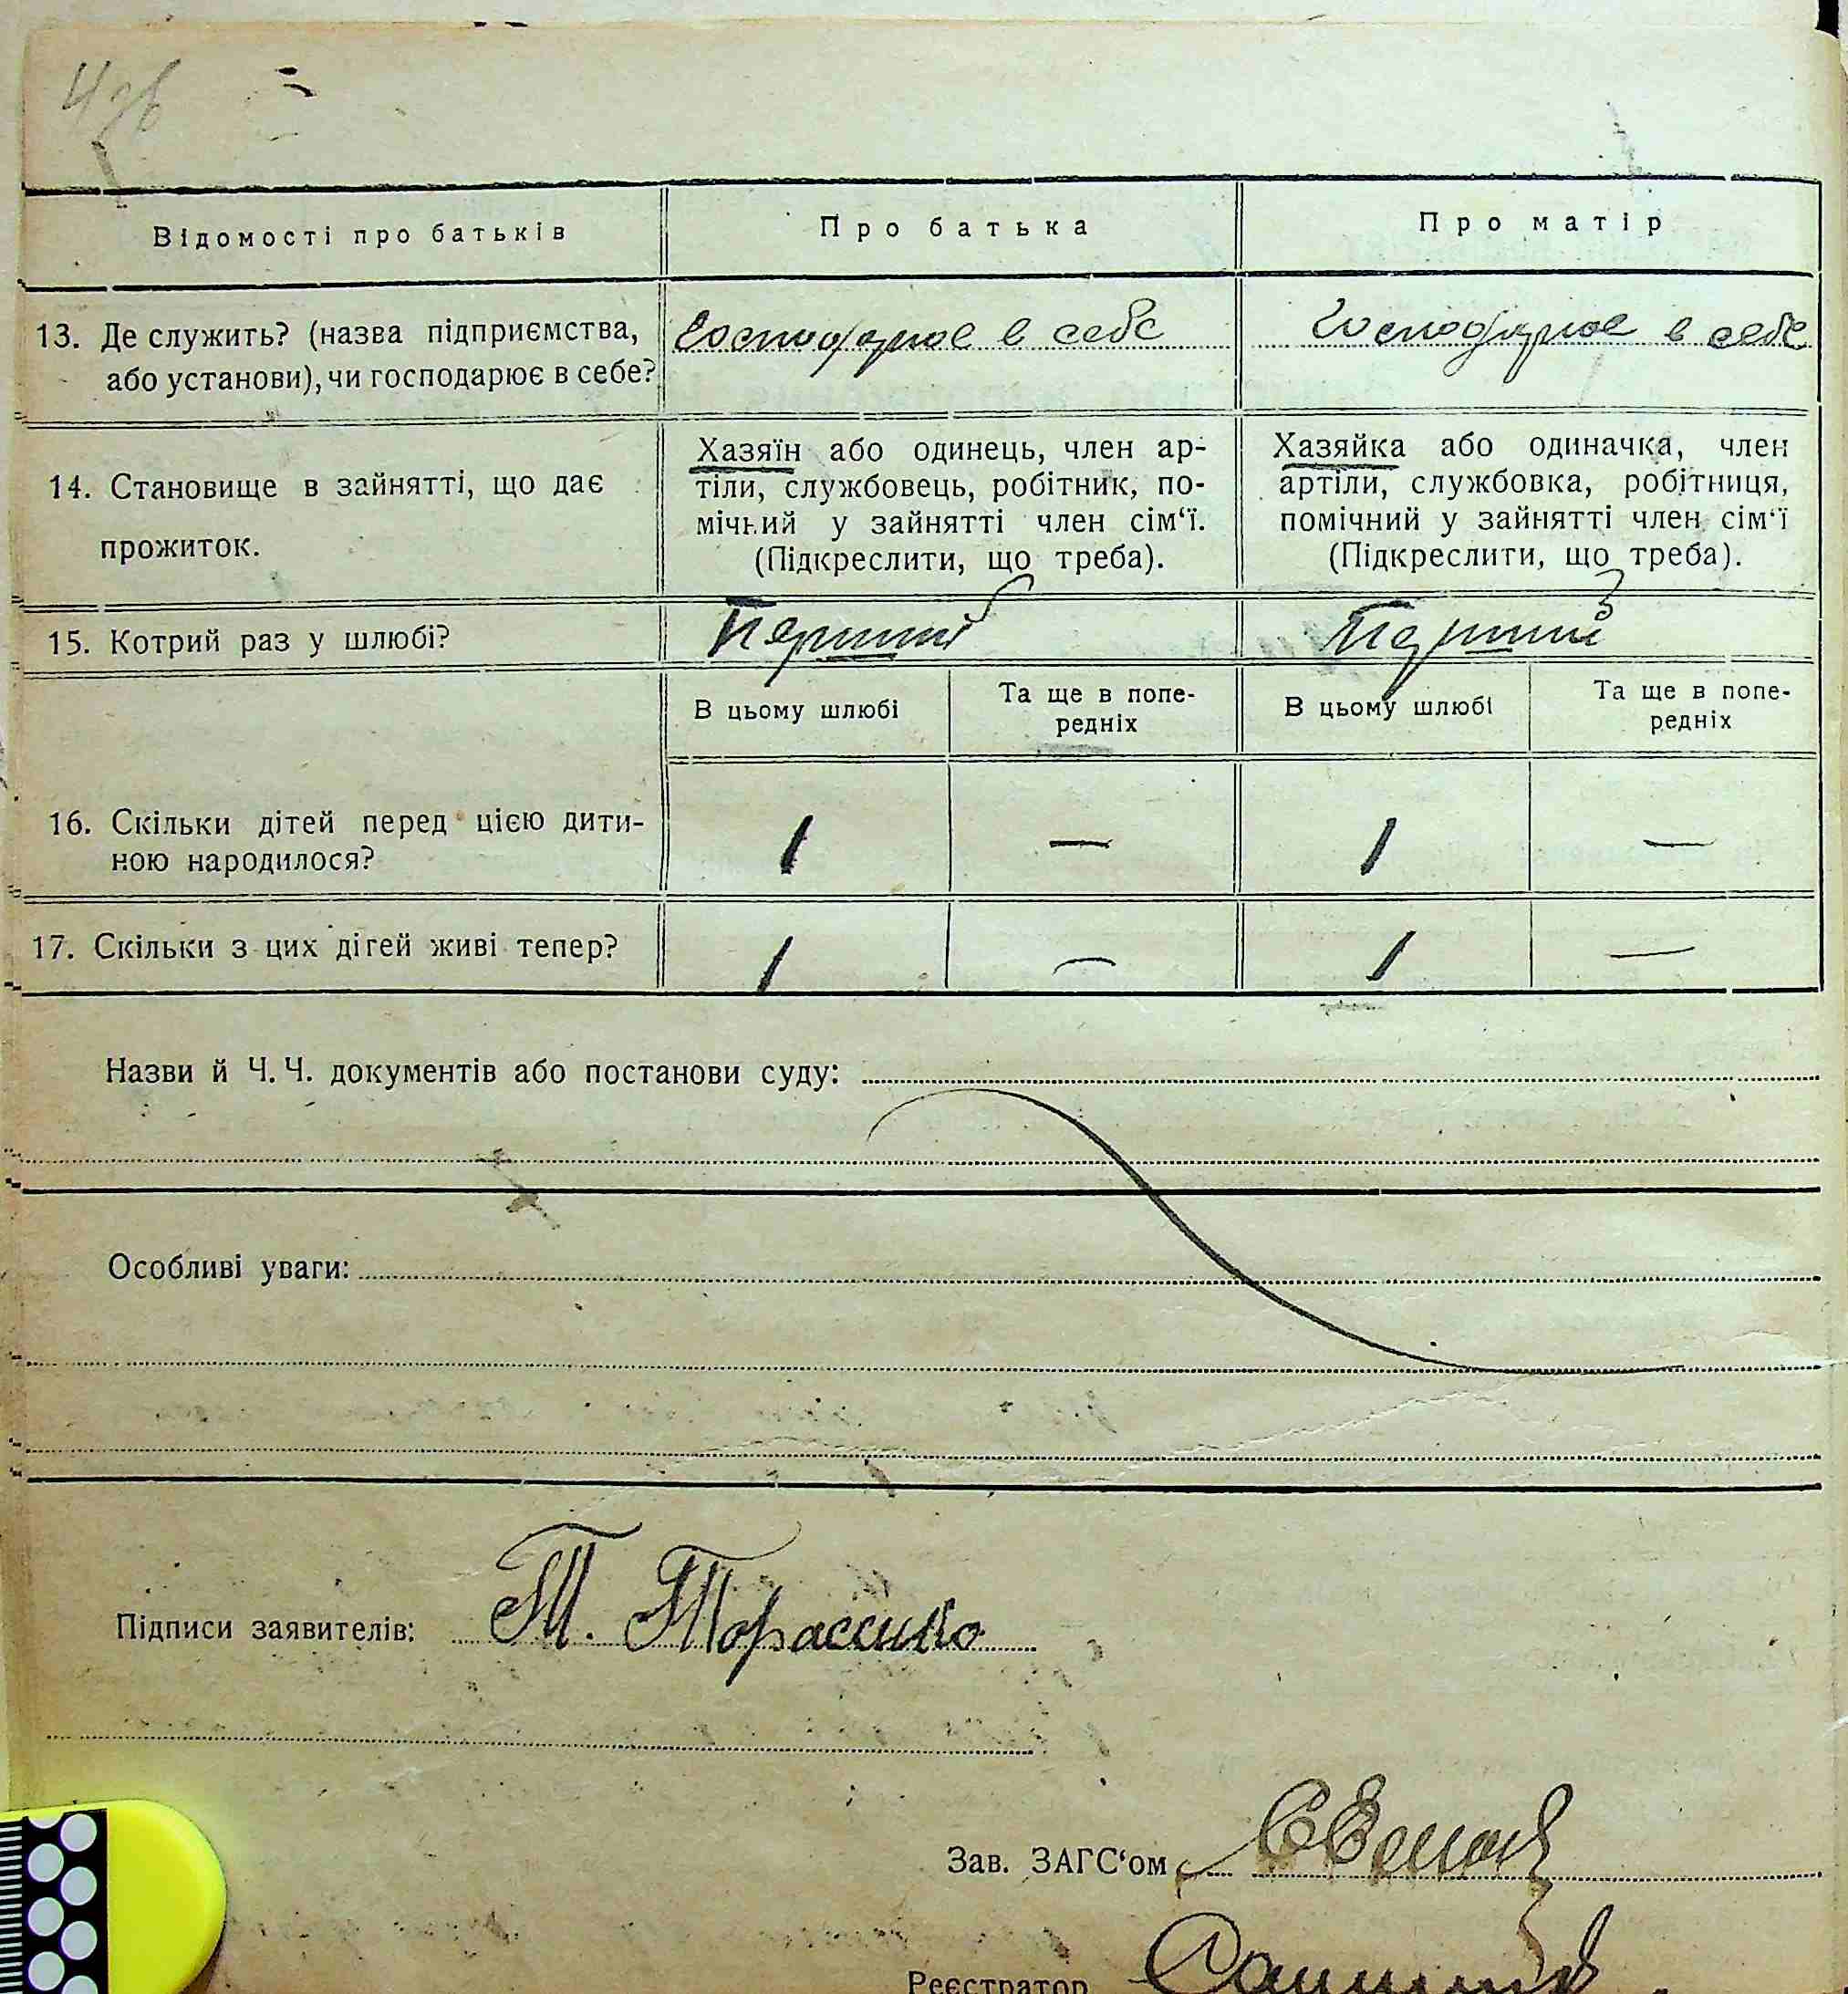 4 зв
Відомості про батьків Про батька Про матір
13. Де служить? (назва підприємства, або установи), чи господарює в себе?
Господарює в себе
Господарює в себе
14. Становище в зайнятті, що дає прожиток.
Хазяїн або одинець, член ар-
тіли, службовець, робітник, по-
мічний у зайнятті член сім‘ї.
(Підкреслити, що треба).
Хазяйка або одиначка, член
артіли, службовка, робітниця,
помічний у зайнятті член сім‘ї
(Підкреслити, що треба).
15. Котрий раз у шлюбі? Перший Перший
В цьому шлюбі
Та ще в попе-
редніх
В цьому шлюбі
Та ще в попе-
редніх
16. Скільки дітей перед цією дити-
ною народилося?
1 — 1 —
17. Скільки з цих дітей живі тепер? 1 — 1 —
Назви й Ч. Ч. документів або постанови суду:
Особливі уваги:
Підписи заявителів: Т.
Зав. ЗАГС‘ом
Реєстратор